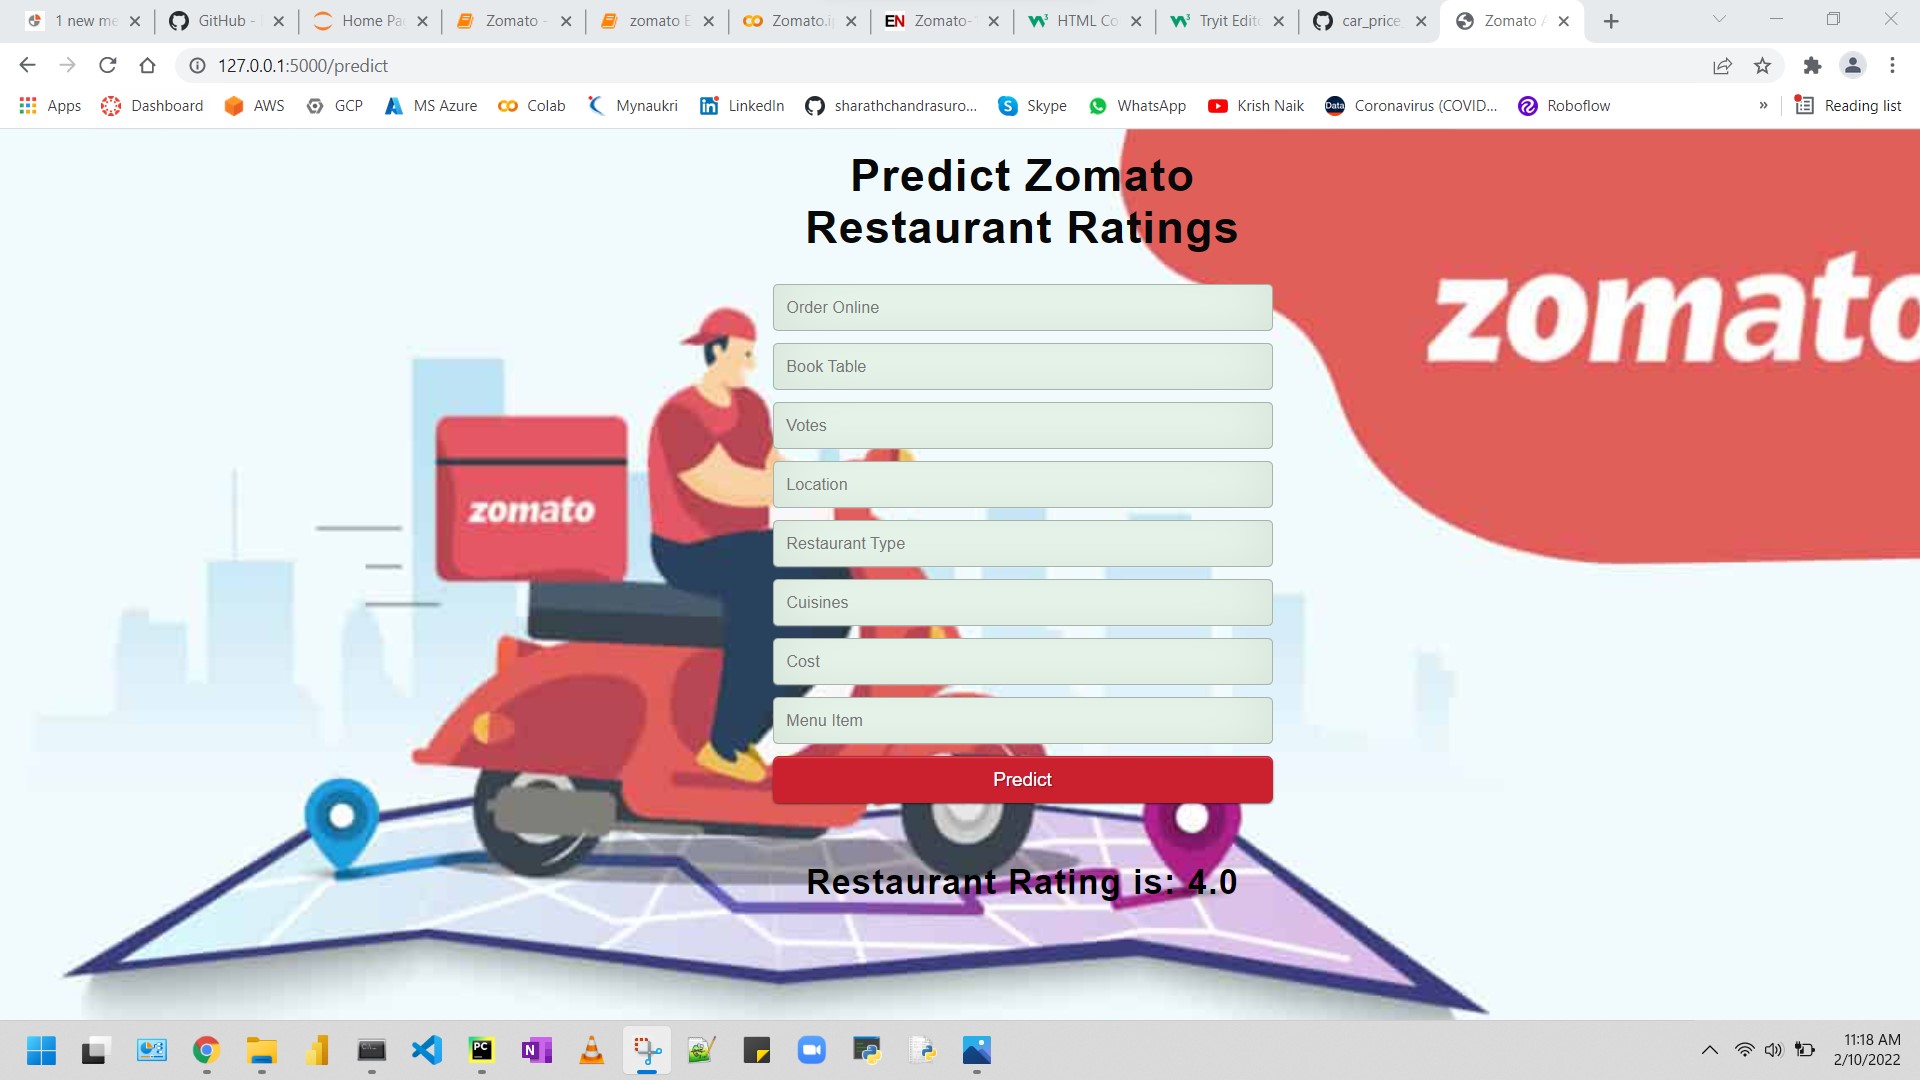 1 new me
GitHub -
Home Pa
Zomato -
zomato E
Zomato.i
Zomato-
HTML Co
Tryit Edit
car_price_
Zomato A
127.0.0.1:5000/predict
Apps
Dashboard
AWS
GCP
MS Azure
Colab
Mynaukri
LinkedIn
sharathchandrasuro...
Skype
WhatsApp
Krish Naik
Coronavirus (COVID...
Roboflow
»
Reading list
Predict Zomato
Restaurant Ratings
zomato
zomato
Order Online
Book Table
Votes
Location
Restaurant Type
Cuisines
Cost
Menu Item
Predict
Restaurant Rating is: 4.0
11:18 AM
2/10/2022